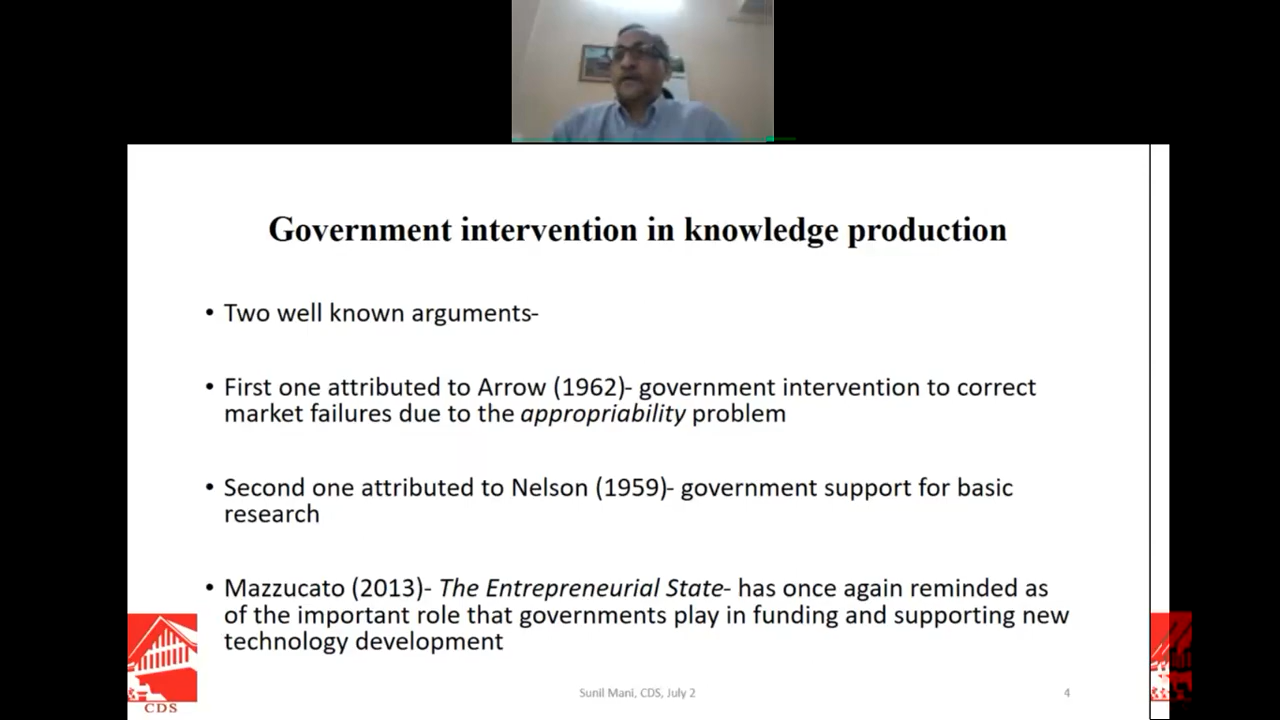 Government intervention in knowledge production
• Two well known arguments-
• First one attributed to Arrow (1962)- government intervention to correct
market failures due to the appropriability problem
• Second one attributed to Nelson (1959)- government support for basic
research
• Mazzucato (2013)- The Entrepreneurial State- has once again reminded as
of the important role that governments play in funding and supporting new
technology development
CDS
Sunil Mani, CDS, July 2
4